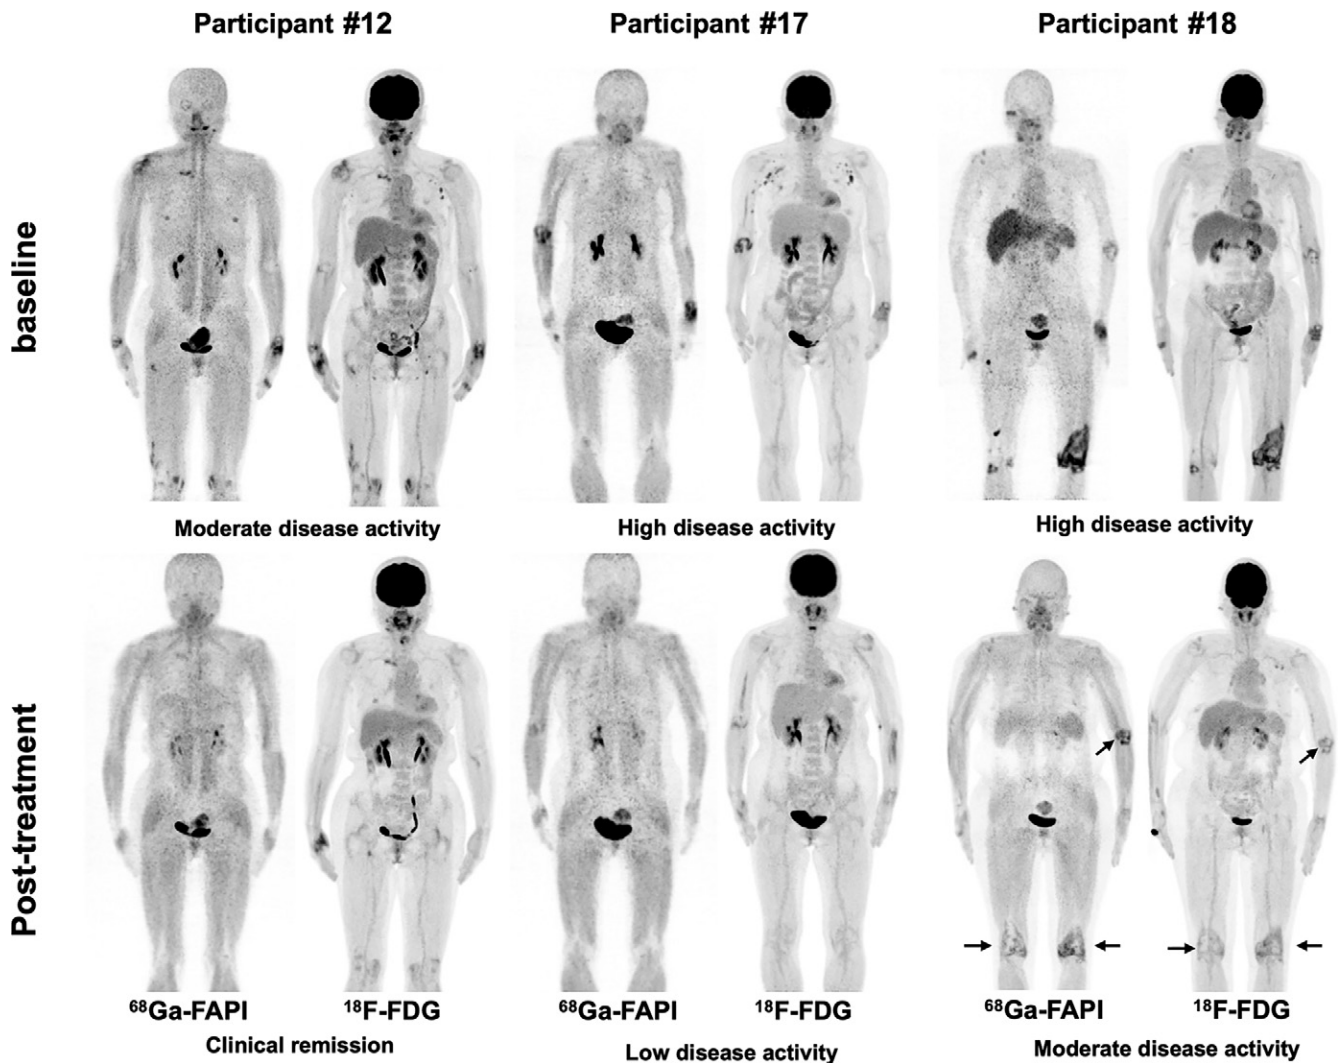 Participant #12
Participant #17
Participant #18
baseline
Moderate disease activity
High disease activity
High disease activity
Post-treatment
⁶⁸Ga-FAPI
¹⁸F-FDG
⁶⁸Ga-FAPI
¹⁸F-FDG
⁶⁸Ga-FAPI
¹⁸F-FDG
Clinical remission
Low disease activity
Moderate disease activity